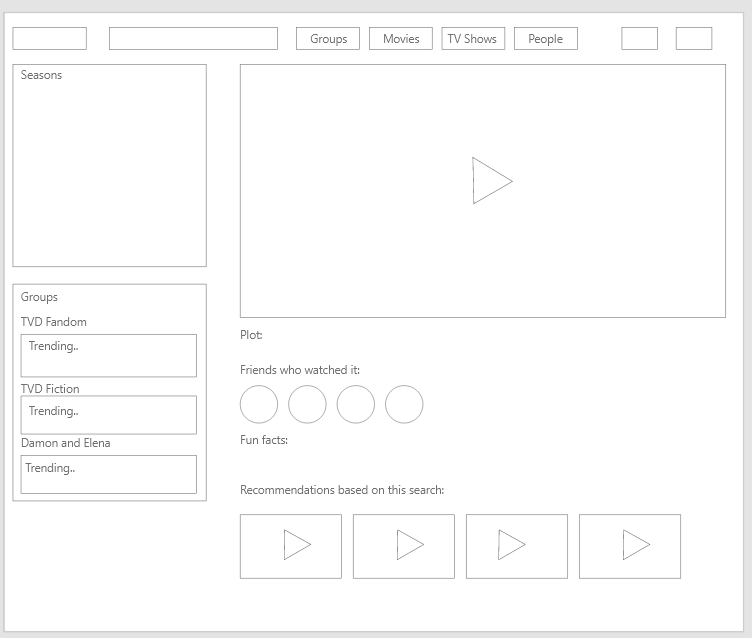 Groups
Movies
TV Shows
People
Seasons
Groups
TVD Fandom
Trending..
TVD Fiction
Trending..
Damon and Elena
Trending..
Plot:
Friends who watched it:
Fun facts:
Recommendations based on this search: